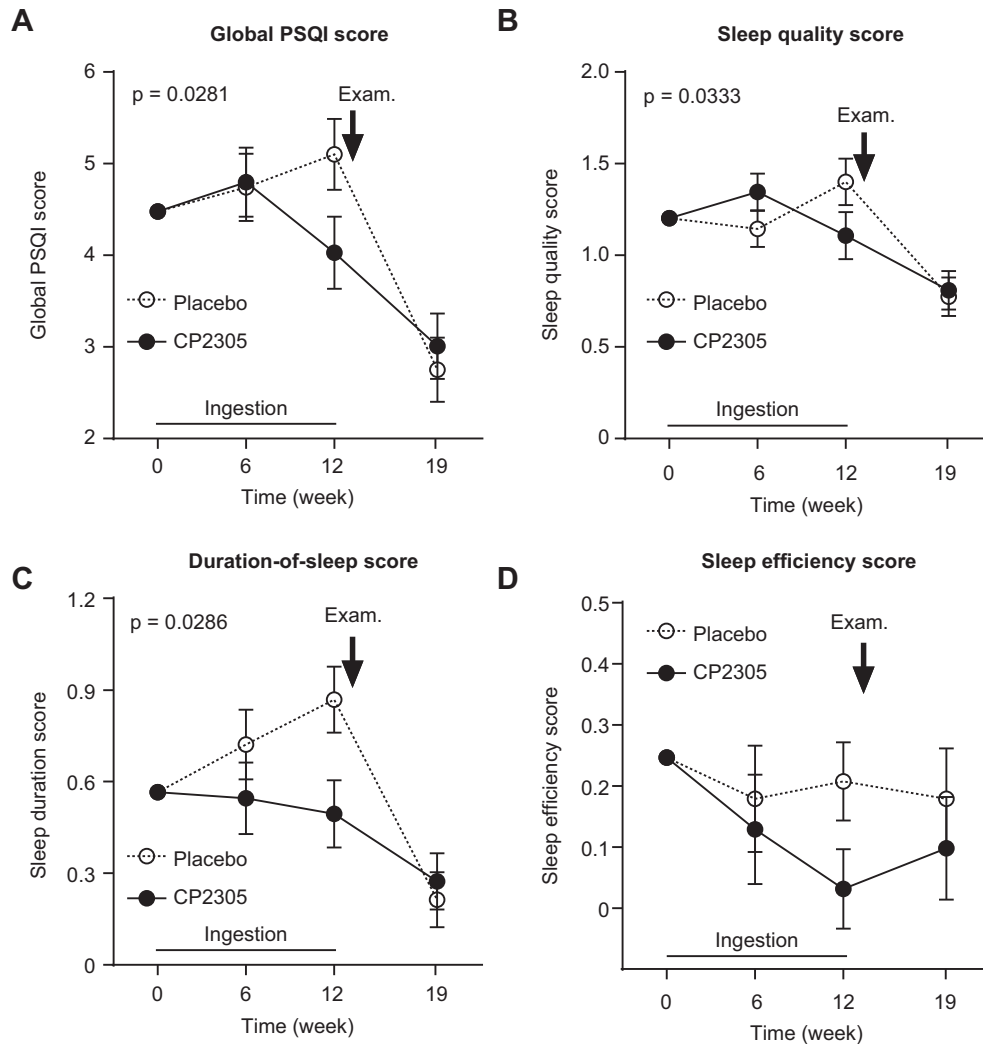 A
Global PSQI score
6
p = 0.0281
Exam.
5
4
Global PSQI score
Placebo
3
CP2305
Ingestion
2
0 6 12 19
Time (week)
B
Sleep quality score
2.0
p = 0.0333
Exam.
1.5
1.0
Sleep quality score
Placebo
0.5
CP2305
Ingestion
0
0 6 12 19
Time (week)
C
Duration-of-sleep score
1.2
p = 0.0286
Exam.
0.9
0.6
Sleep duration score
Placebo
0.3
CP2305
Ingestion
0
0 6 12 19
Time (week)
D
Sleep efficiency score
0.5
Placebo
Exam.
0.4
CP2305
0.3
Sleep efficiency score
0.2
0.1
0
Ingestion
0 6 12 19
Time (week)